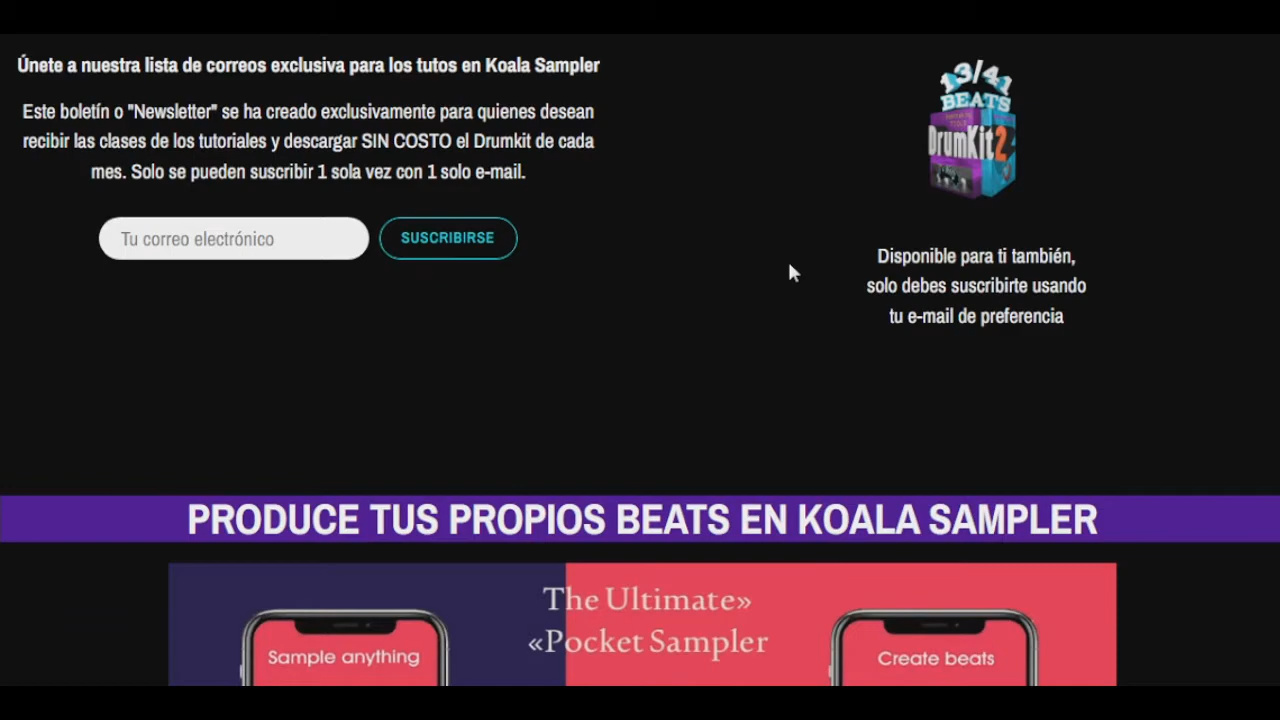 Únete a nuestra lista de correos exclusiva para los tutos en Koala Sampler
Este boletín o "Newsletter" se ha creado exclusivamente para quienes desean
recibir las clases de los tutoriales y descargar SIN COSTO el Drumkit de cada
mes. Solo se pueden suscribir 1 sola vez con 1 solo e-mail.
Tu correo electrónico
SUSCRIBIRSE
13/41
BEATS
DrumKit2
Disponible para ti también,
solo debes suscribirte usando
tu e-mail de preferencia
PRODUCE TUS PROPIOS BEATS EN KOALA SAMPLER
The Ultimate»
«Pocket Sampler
Sample anything
Create beats